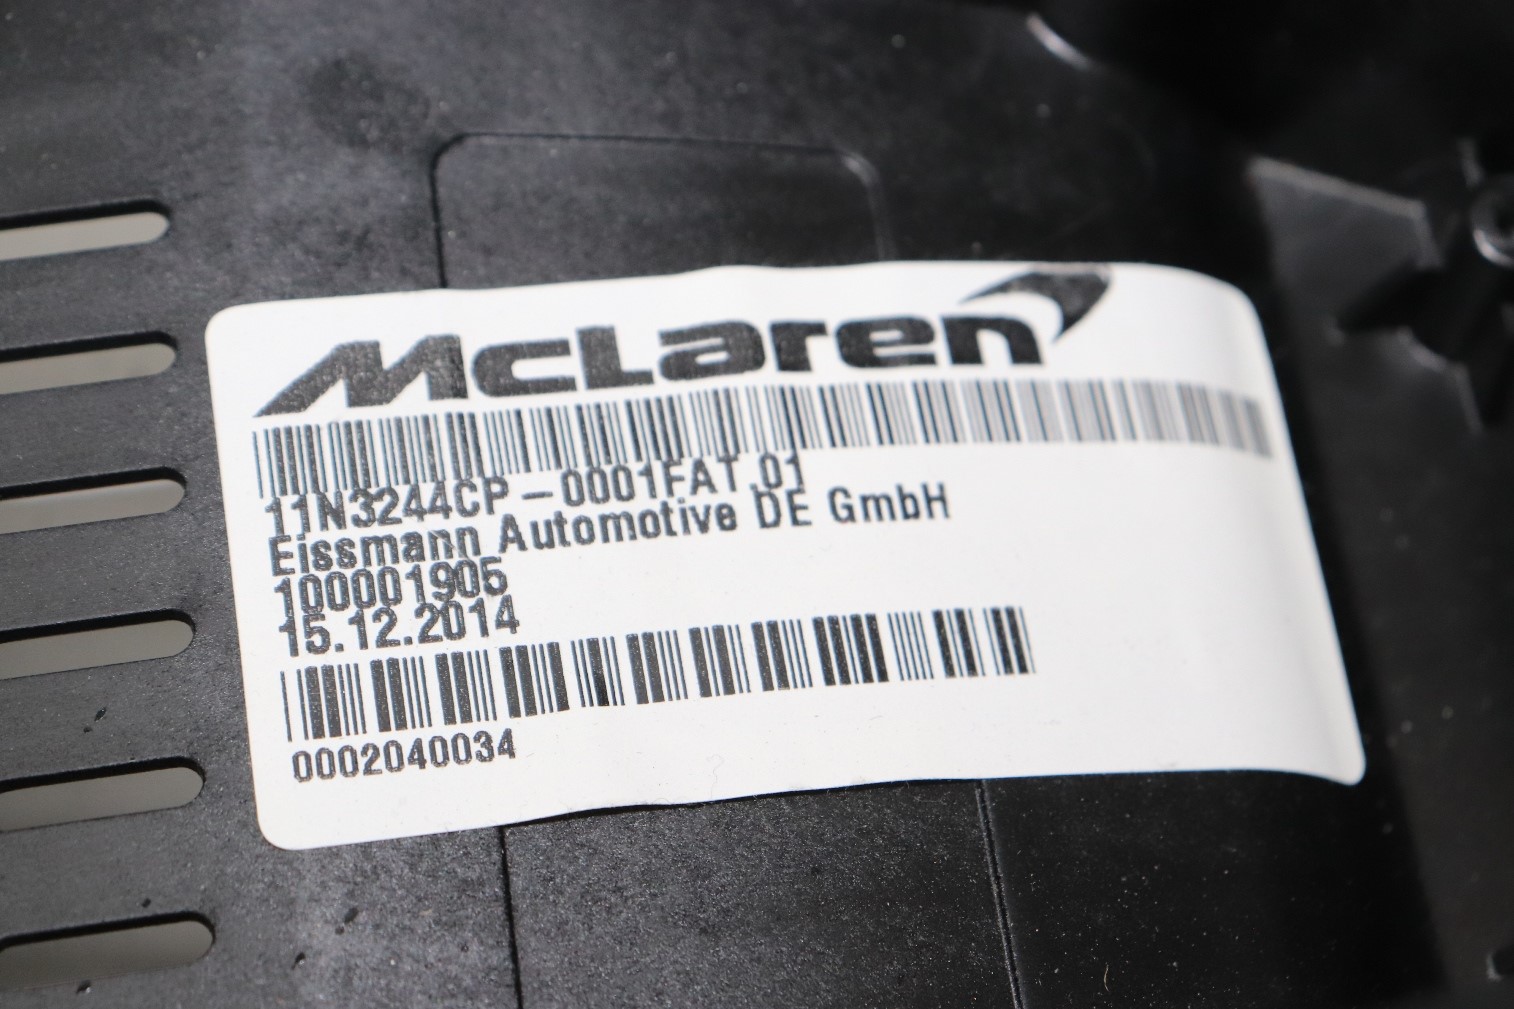 McLaren
11N3244CP-0001FAT.01
Eissmann Automotive DE GmbH
100001905
15.12.2014
0002040034